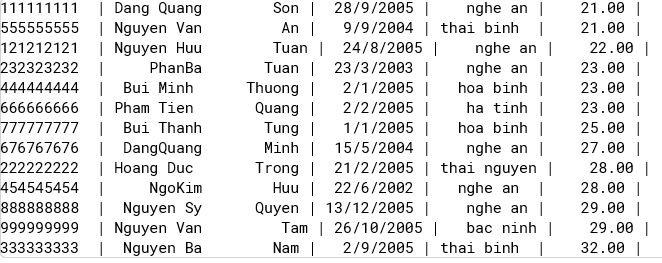 111111111  | Dang Quang        Son |  28/9/2005 |    nghe an |    21.00 |
555555555  | Nguyen Van         An |   9/9/2004 | thai binh  |    21.00 |
121212121  | Nguyen Huu        Tuan |   24/8/2005 |    nghe an |    22.00 |
232323232  |     PhanBa       Tuan |  23/3/2003 |    nghe an |    23.00 |
444444444  |  Bui Minh      Thuong |   2/1/2005 |   hoa binh |    23.00 |
666666666  | Pham Tien       Quang |   2/2/2005 |    ha tinh |    23.00 |
777777777  |  Bui Thanh       Tung |   1/1/2005 |   hoa binh |    25.00 |
676767676  |  DangQuang       Minh |  15/5/2004 |    nghe an |    27.00 |
222222222  | Hoang Duc       Trong |  21/2/2005 | thai nguyen |    28.00 |
454545454  |     NgoKim        Huu |  22/6/2002 |   nghe an  |    28.00 |
888888888  |  Nguyen Sy      Quyen | 13/12/2005 |    nghe an |    29.00 |
999999999  | Nguyen Van         Tam | 26/10/2005 |   bac ninh |    29.00 |
333333333  |  Nguyen Ba        Nam |   2/9/2005 | thai binh  |    32.00 |